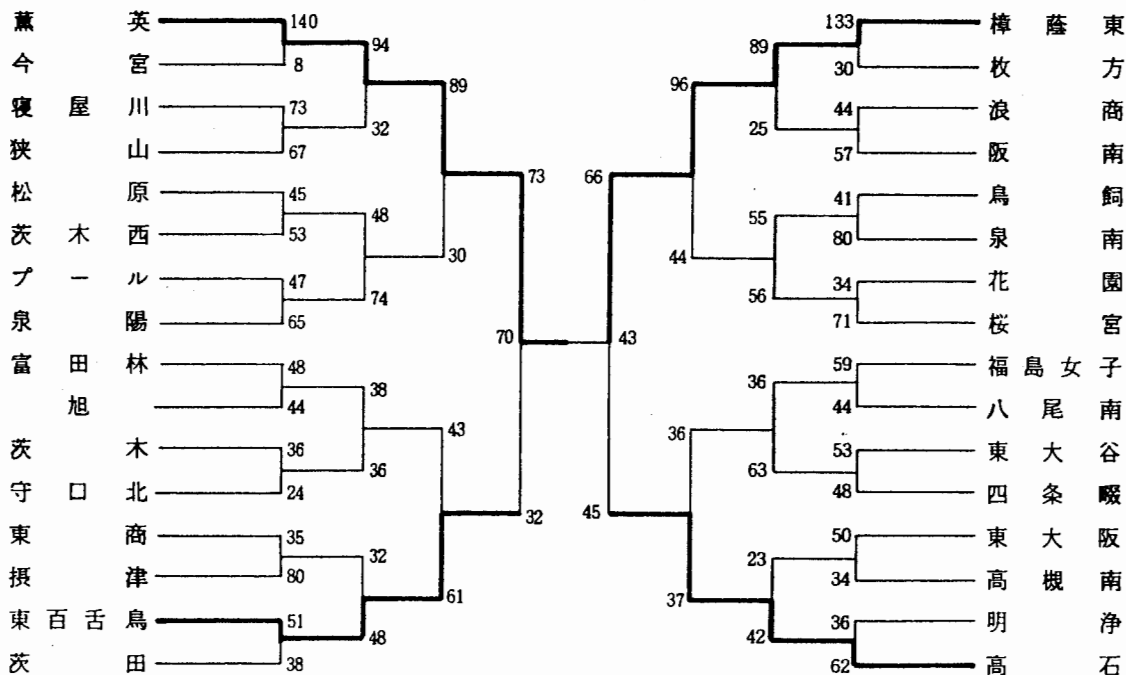 薫英 140 133 樟蔭東
94 89
今宮 8 30 枚方
89 96
寝屋川 73 44 浪商
32 25
狭山 67 57 阪南
73 66
松原 45 41 鳥飼
48 55
茨木西 53 80 泉南
30 44
プール 47 34 花園
74 56
泉陽 65 71 桜宮
70 43
富田林 48 59 福島女子
38 36
旭 44 44 八尾南
43 36
茨木 36 53 東大谷
36 63
守口北 24 48 四条畷
32 45
東商 35 50 東大阪
32 23
摂津 80 34 高槻南
61 37
東百舌鳥 51 36 明浄
48 42
茨田 38 62 高石